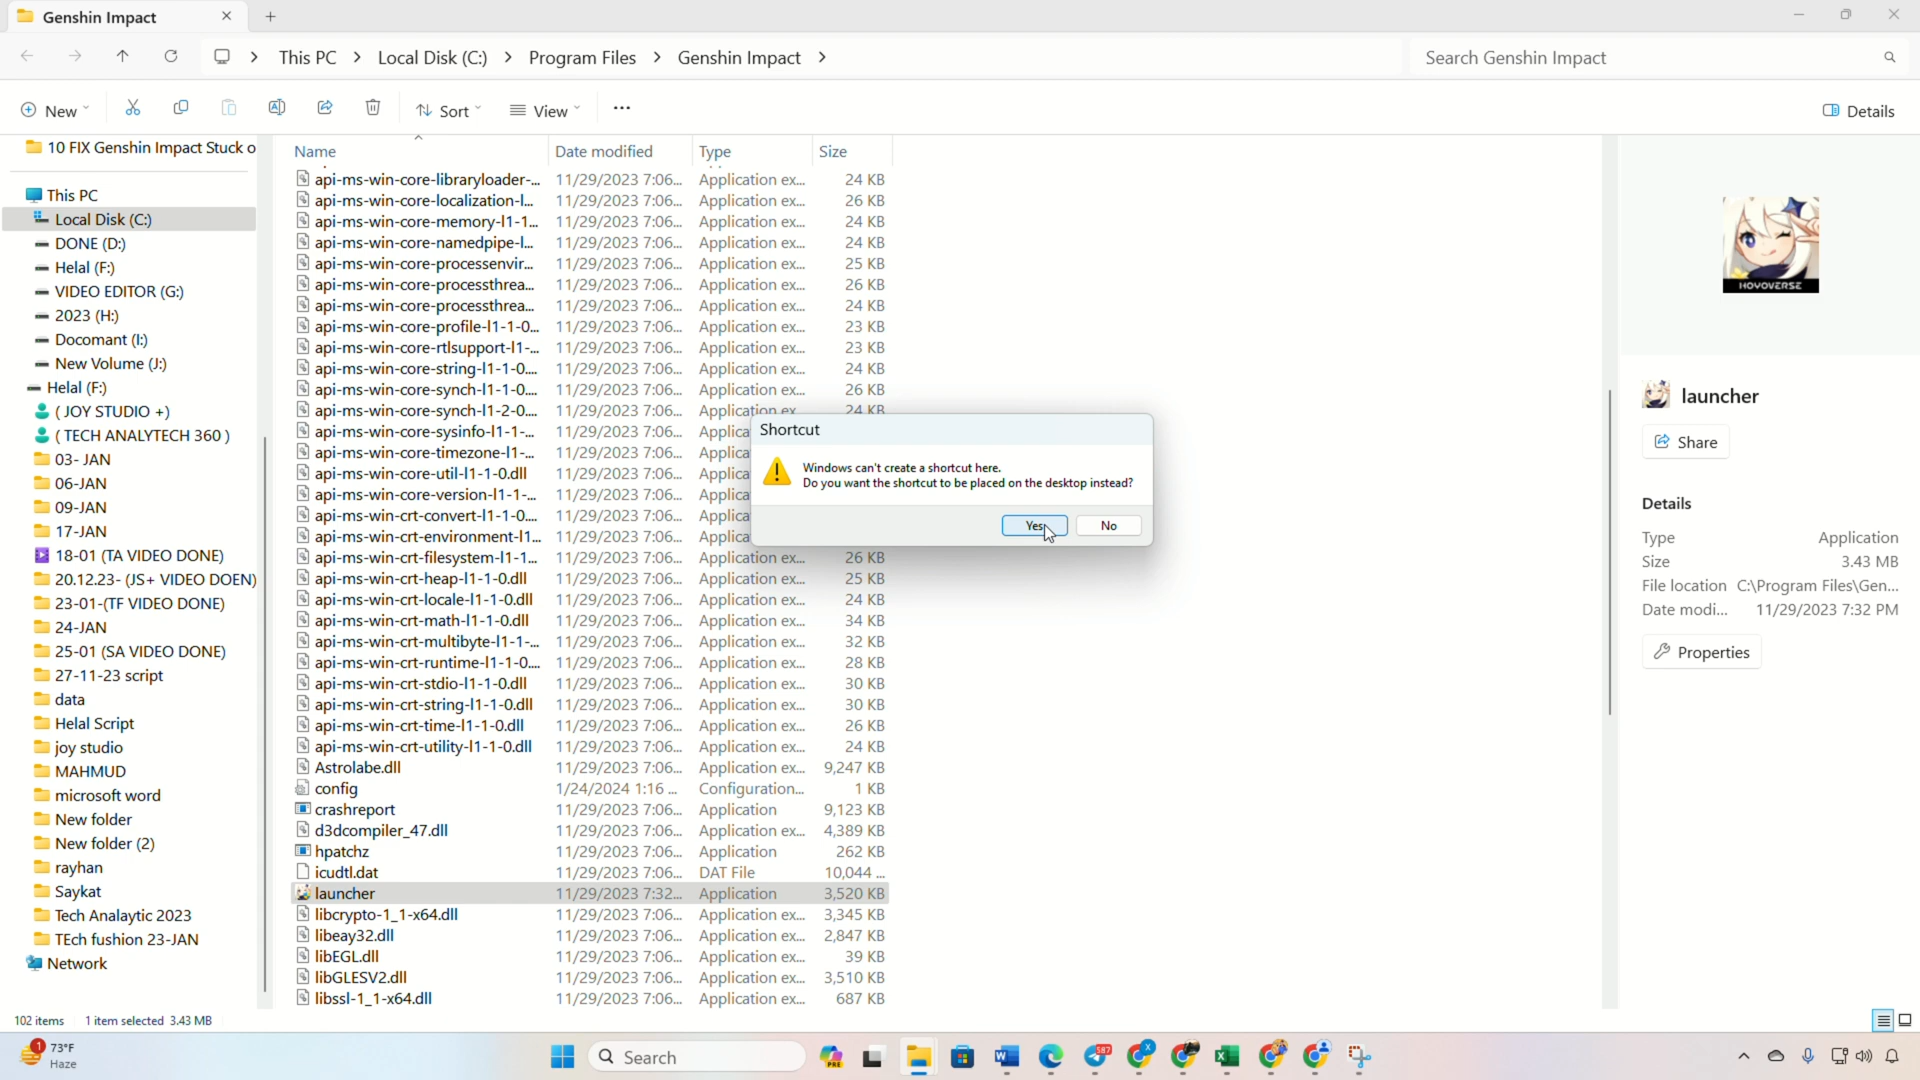 Genshin Impact
This PC > Local Disk (C:) > Program Files > Genshin Impact >
Search Genshin Impact
New
Sort
View
Details
10 FIX Genshin Impact Stuck o
This PC
Local Disk (C:)
DONE (D:)
Helal (F:)
VIDEO EDITOR (G:)
2023 (H:)
Docomant (I:)
New Volume (J:)
Helal (F:)
( JOY STUDIO +)
( TECH ANALYTECH 360 )
03- JAN
06-JAN
09-JAN
17-JAN
18-01 (TA VIDEO DONE)
20.12.23- (JS+ VIDEO DOEN)
23-01-(TF VIDEO DONE)
24-JAN
25-01 (SA VIDEO DONE)
27-11-23 script
data
Helal Script
joy studio
MAHMUD
microsoft word
New folder
New folder (2)
rayhan
Saykat
Tech Analaytic 2023
TEch fushion 23-JAN
Network
Name Date modified Type Size
api-ms-win-core-libraryloader-... 11/29/2023 7:06... Application ex... 24 KB
api-ms-win-core-localization-l... 11/29/2023 7:06... Application ex... 26 KB
api-ms-win-core-memory-l1-1... 11/29/2023 7:06... Application ex... 24 KB
api-ms-win-core-namedpipe-l... 11/29/2023 7:06... Application ex... 24 KB
api-ms-win-core-processenvir... 11/29/2023 7:06... Application ex... 25 KB
api-ms-win-core-processthrea... 11/29/2023 7:06... Application ex... 26 KB
api-ms-win-core-processthrea... 11/29/2023 7:06... Application ex... 24 KB
api-ms-win-core-profile-l1-1-0... 11/29/2023 7:06... Application ex... 23 KB
api-ms-win-core-rtlsupport-l1-... 11/29/2023 7:06... Application ex... 23 KB
api-ms-win-core-string-l1-1-0.... 11/29/2023 7:06... Application ex... 24 KB
api-ms-win-core-synch-l1-1-0.... 11/29/2023 7:06... Application ex... 26 KB
api-ms-win-core-synch-l1-2-0.... 11/29/2023 7:06... Application ex 24 KB
api-ms-win-core-sysinfo-l1-1-... 11/29/2023 7:06... Applica
api-ms-win-core-timezone-l1-... 11/29/2023 7:06... Applica
api-ms-win-core-util-l1-1-0.dll 11/29/2023 7:06... Applica
api-ms-win-core-version-l1-1-... 11/29/2023 7:06... Applica
api-ms-win-crt-convert-l1-1-0.... 11/29/2023 7:06... Applica
api-ms-win-crt-environment-l1... 11/29/2023 7:06... Applica
api-ms-win-crt-filesystem-l1-1... 11/29/2023 7:06... Application ex... 26 KB
api-ms-win-crt-heap-l1-1-0.dll 11/29/2023 7:06... Application ex... 25 KB
api-ms-win-crt-locale-l1-1-0.dll 11/29/2023 7:06... Application ex... 24 KB
api-ms-win-crt-math-l1-1-0.dll 11/29/2023 7:06... Application ex... 34 KB
api-ms-win-crt-multibyte-l1-1-... 11/29/2023 7:06... Application ex... 32 KB
api-ms-win-crt-runtime-l1-1-0.... 11/29/2023 7:06... Application ex... 28 KB
api-ms-win-crt-stdio-l1-1-0.dll 11/29/2023 7:06... Application ex... 30 KB
api-ms-win-crt-string-l1-1-0.dll 11/29/2023 7:06... Application ex... 30 KB
api-ms-win-crt-time-l1-1-0.dll 11/29/2023 7:06... Application ex... 26 KB
api-ms-win-crt-utility-l1-1-0.dll 11/29/2023 7:06... Application ex... 24 KB
Astrolabe.dll 11/29/2023 7:06... Application ex... 9,247 KB
config 1/24/2024 1:16 ... Configuration... 1 KB
crashreport 11/29/2023 7:06... Application 9,123 KB
d3dcompiler_47.dll 11/29/2023 7:06... Application ex... 4,389 KB
hpatchz 11/29/2023 7:06... Application 262 KB
icudtl.dat 11/29/2023 7:06... DAT File 10,044 ...
launcher 11/29/2023 7:32... Application 3,520 KB
libcrypto-1_1-x64.dll 11/29/2023 7:06... Application ex... 3,345 KB
libeay32.dll 11/29/2023 7:06... Application ex... 2,847 KB
libEGL.dll 11/29/2023 7:06... Application ex... 39 KB
libGLESV2.dll 11/29/2023 7:06... Application ex... 3,510 KB
libssl-1_1-x64.dll 11/29/2023 7:06... Application ex... 687 KB
Shortcut
Windows can't create a shortcut here.
Do you want the shortcut to be placed on the desktop instead?
Yes No
HOYOVERSE
launcher
Share
Details
Type Application
Size 3.43 MB
File location C:\Program Files\Gen...
Date modi... 11/29/2023 7:32 PM
Properties
102 items 1 item selected 3.43 MB
1
73°F
Haze
Search
PRE
587
X